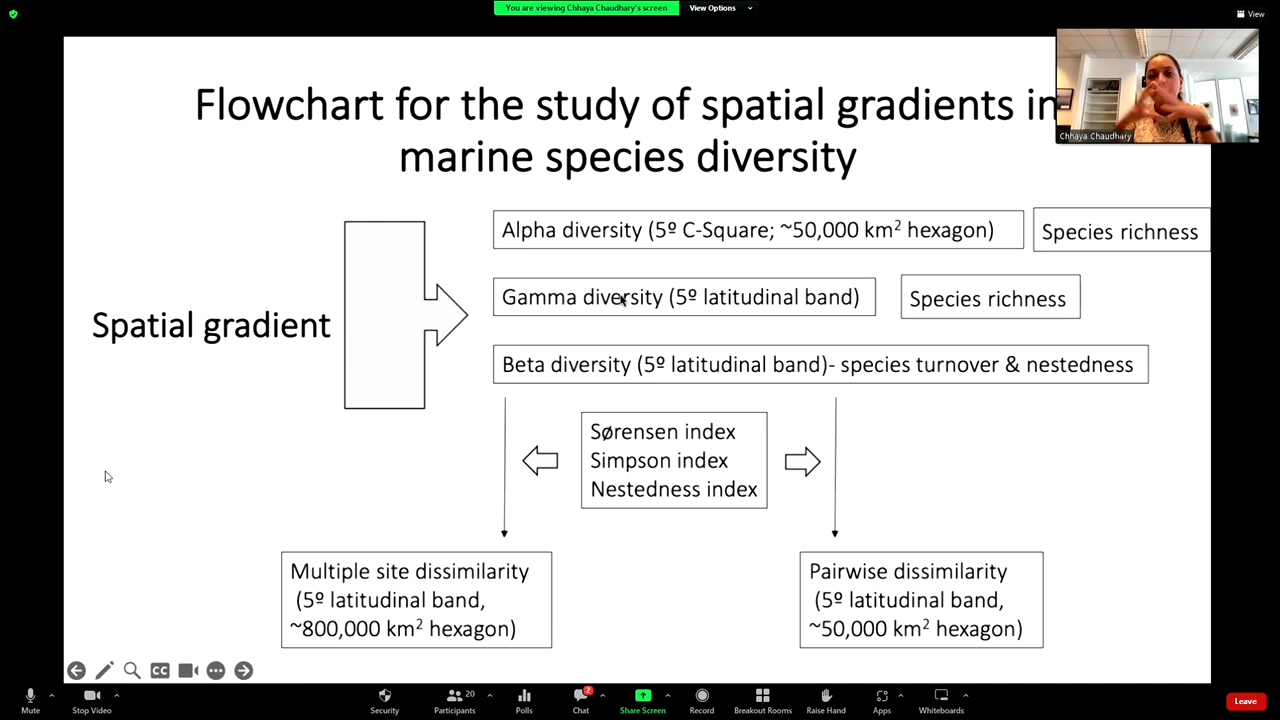 You are viewing Chhaya Chaudhary's screen
View Options
View
Flowchart for the study of spatial gradients in
marine species diversity
Chhaya Chaudhary
Alpha diversity (5º C-Square; ~50,000 km² hexagon)
Species richness
Gamma diversity (5º latitudinal band)
Species richness
Spatial gradient
Beta diversity (5º latitudinal band)- species turnover & nestedness
Sørensen index
Simpson index
Nestedness index
Multiple site dissimilarity
(5º latitudinal band,
~800,000 km² hexagon)
Pairwise dissimilarity
(5º latitudinal band,
~50,000 km² hexagon)
CC
Mute
Stop Video
Security
20
Participants
Polls
2
Chat
Share Screen
Record
Breakout Rooms
Raise Hand
Apps
Whiteboards
Leave